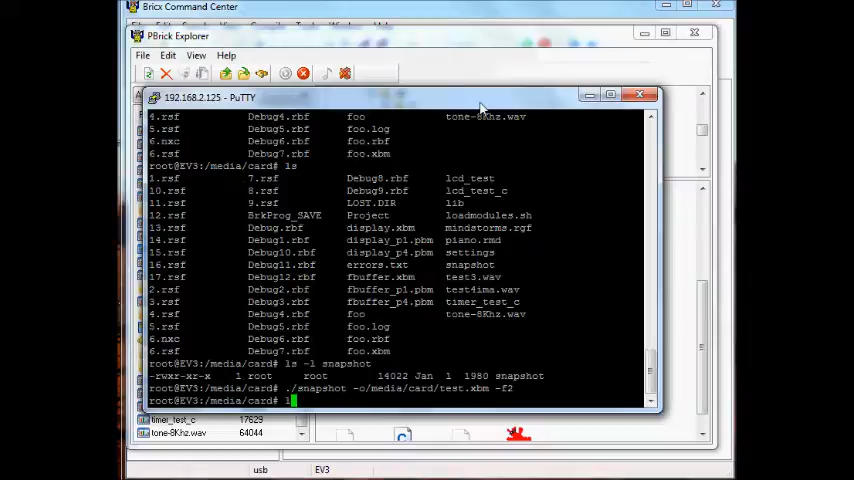 Bricx Command Center
PBrick Explorer
File Edit View Help
192.168.2.125 - PuTTY
4.rsf Debug4.rbf foo tone-8Khz.wav
5.rsf Debug5.rbf foo.log
6.nxc Debug6.rbf foo.rbf
6.rsf Debug7.rbf foo.xbm
root@EV3:/media/card# ls
1.rsf 7.rsf Debug8.rbf lcd_test
10.rsf 8.rsf Debug9.rbf lcd_test_c
11.rsf 9.rsf LOST.DIR lib
12.rsf BrkProg_SAVE Project loadmodules.sh
13.rsf Debug.rbf display.xbm mindstorms.rgf
14.rsf Debug1.rbf display_p1.pbm piano.rmd
15.rsf Debug10.rbf display_p4.pbm settings
16.rsf Debug11.rbf errors.txt snapshot
17.rsf Debug12.rbf fbuffer.xbm test3.wav
2.rsf Debug2.rbf fbuffer_p1.pbm test4ima.wav
3.rsf Debug3.rbf fbuffer_p4.pbm timer_test_c
4.rsf Debug4.rbf foo tone-8Khz.wav
5.rsf Debug5.rbf foo.log
6.nxc Debug6.rbf foo.rbf
6.rsf Debug7.rbf foo.xbm
root@EV3:/media/card# ls -l snapshot
-rwxr-xr-x 1 root root 14022 Jan 1 1980 snapshot
root@EV3:/media/card# ./snapshot -o/media/card/test.xbm -f2
root@EV3:/media/card# l
timer_test_c 17629
tone-8Khz.wav 64044
usb EV3